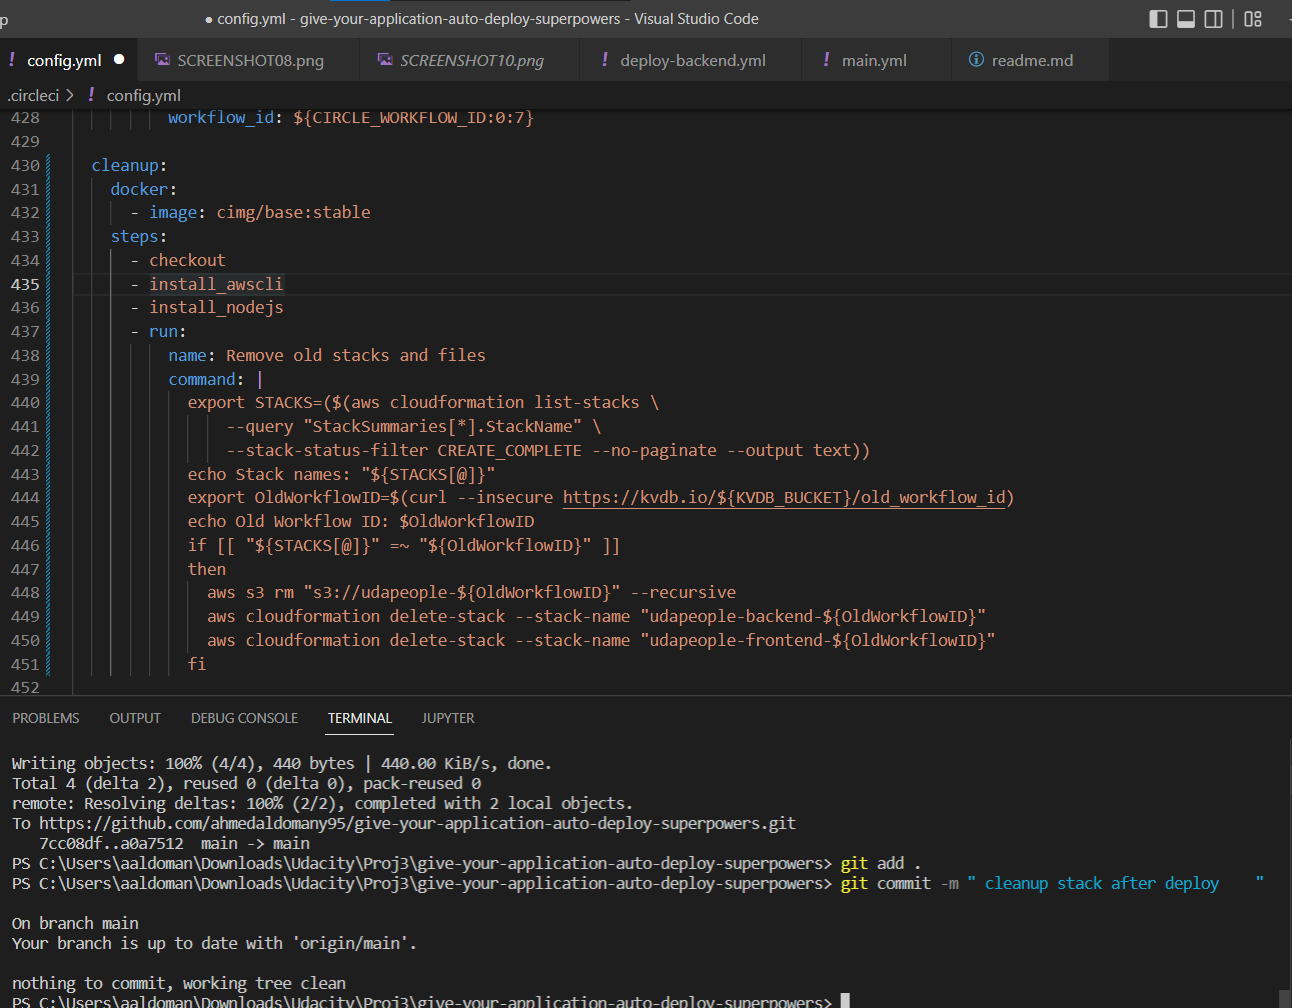 p
● config.yml - give-your-application-auto-deploy-superpowers - Visual Studio Code
! config.yml ● SCREENSHOT08.png SCREENSHOT10.png ! deploy-backend.yml ! main.yml readme.md
.circleci > ! config.yml
428 workflow_id: ${CIRCLE_WORKFLOW_ID:0:7}
429
430 cleanup:
431 docker:
432 - image: cimg/base:stable
433 steps:
434 - checkout
435 - install_awscli
436 - install_nodejs
437 - run:
438 name: Remove old stacks and files
439 command: |
440 export STACKS=($(aws cloudformation list-stacks \
441 --query "StackSummaries[*].StackName" \
442 --stack-status-filter CREATE_COMPLETE --no-paginate --output text))
443 echo Stack names: "${STACKS[@]}"
444 export OldWorkflowID=$(curl --insecure https://kvdb.io/${KVDB_BUCKET}/old_workflow_id)
445 echo Old Workflow ID: $OldWorkflowID
446 if [[ "${STACKS[@]}" =~ "${OldWorkflowID}" ]]
447 then
448 aws s3 rm "s3://udapeople-${OldWorkflowID}" --recursive
449 aws cloudformation delete-stack --stack-name "udapeople-backend-${OldWorkflowID}"
450 aws cloudformation delete-stack --stack-name "udapeople-frontend-${OldWorkflowID}"
451 fi
452
PROBLEMS OUTPUT DEBUG CONSOLE TERMINAL JUPYTER
Writing objects: 100% (4/4), 440 bytes | 440.00 KiB/s, done.
Total 4 (delta 2), reused 0 (delta 0), pack-reused 0
remote: Resolving deltas: 100% (2/2), completed with 2 local objects.
To https://github.com/ahmedaldomany95/give-your-application-auto-deploy-superpowers.git
7cc08df..a0a7512 main -> main
PS C:\Users\aaldoman\Downloads\Udacity\Proj3\give-your-application-auto-deploy-superpowers> git add .
PS C:\Users\aaldoman\Downloads\Udacity\Proj3\give-your-application-auto-deploy-superpowers> git commit -m " cleanup stack after deploy    "
On branch main
Your branch is up to date with 'origin/main'.
nothing to commit, working tree clean
PS C:\Users\aaldoman\Downloads\Udacity\Proj3\give-your-application-auto-deploy-superpowers>